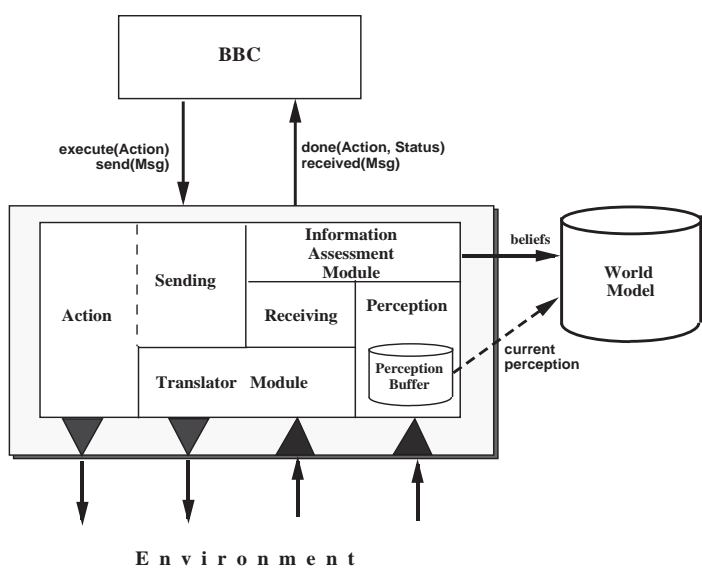 BBC
execute(Action)
send(Msg)
done(Action, Status)
received(Msg)
Information
Assessment
Module
beliefs
World
Model
Sending
Action
Receiving
Perception
Perception
Buffer
current
perception
Translator Module
Environment